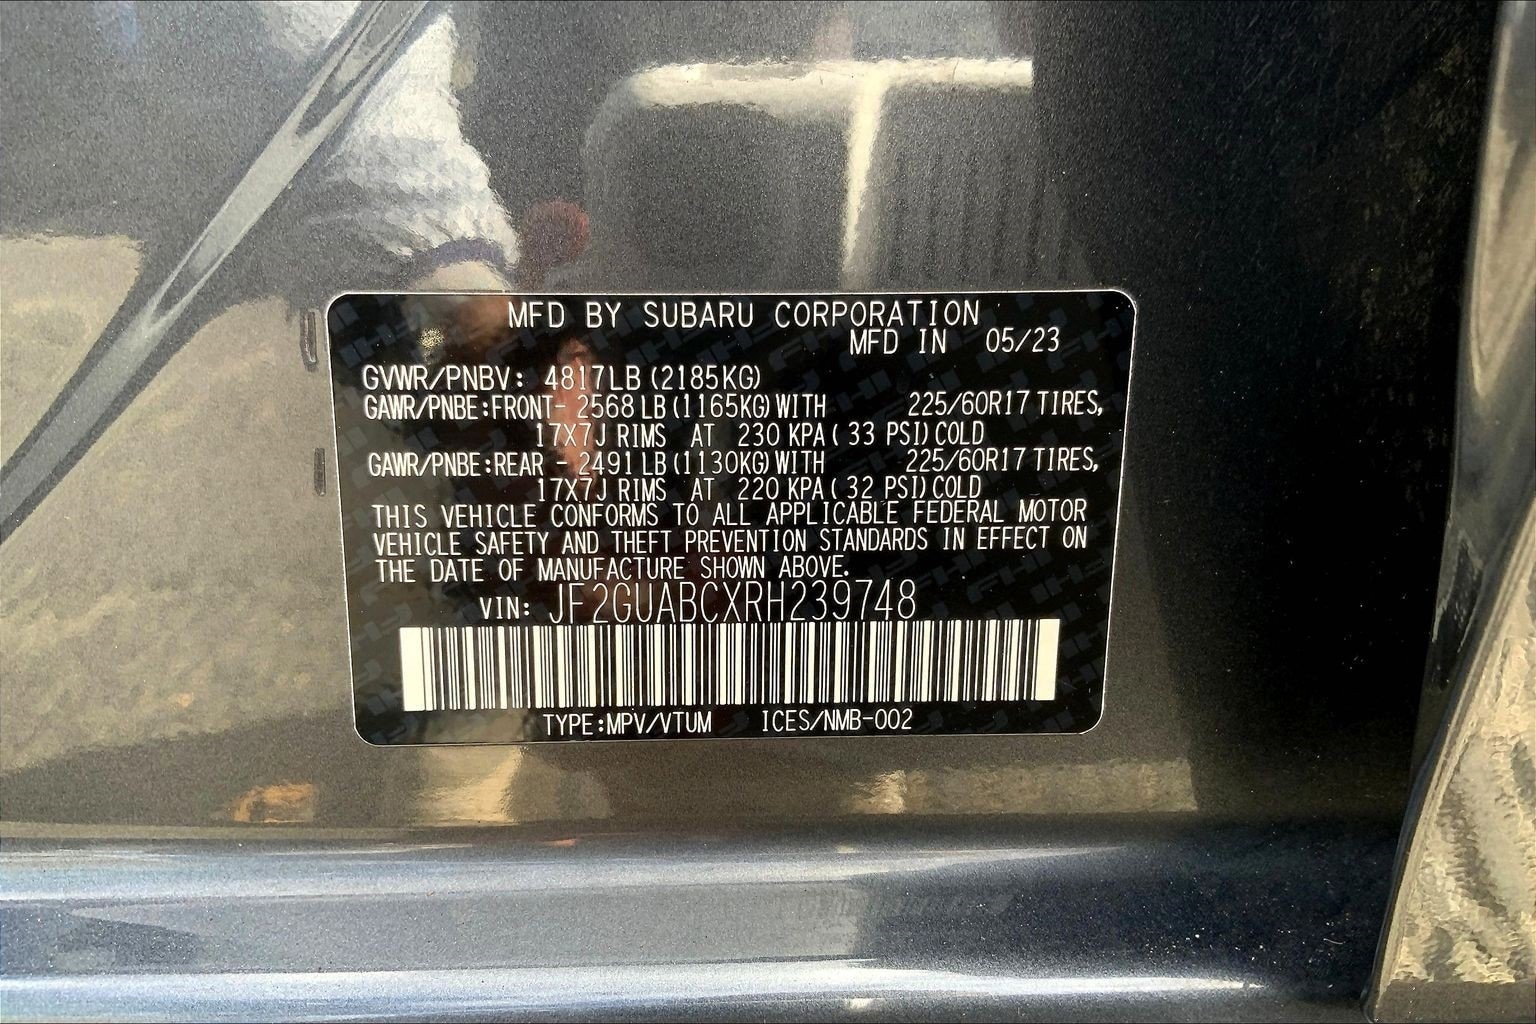 MFD BY SUBARU CORPORATION
MFD IN 05/23
GVWR/PNBV: 4817LB (2185KG)
GAWR/PNBE:FRONT- 2568 LB (1165KG) WITH 225/60R17 TIRES,
17X7J RIMS AT 230 KPA ( 33 PSI) COLD
GAWR/PNBE:REAR - 2491 LB (1130KG) WITH 225/60R17 TIRES,
17X7J RIMS AT 220 KPA ( 32 PSI) COLD
THIS VEHICLE CONFORMS TO ALL APPLICABLE FEDERAL MOTOR
VEHICLE SAFETY AND THEFT PREVENTION STANDARDS IN EFFECT ON
THE DATE OF MANUFACTURE SHOWN ABOVE.
VIN: JF2GUABCXRH239748
TYPE:MPV/VTUM ICES/NMB-002